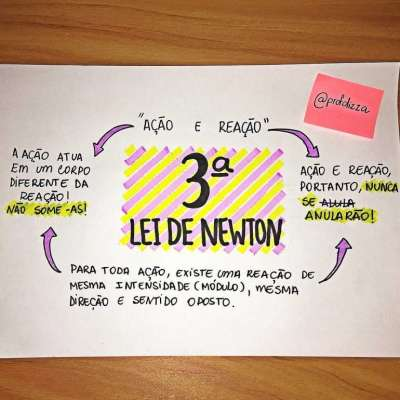 @profdizza
"AÇÃO E REAÇÃO"
A AÇÃO ATUA
EM UM CORPO
DIFERENTE DA
REAÇÃO!
NÃO SOME-AS!
3ª
LEI DE NEWTON
AÇÃO E REAÇÃO,
PORTANTO, NUNCA
SE
ANULARÃO!
PARA TODA AÇÃO, EXISTE UMA REAÇÃO DE
MESMA INTENSIDADE (MÓDULO), MESMA
DIREÇÃO E SENTIDO OPOSTO.